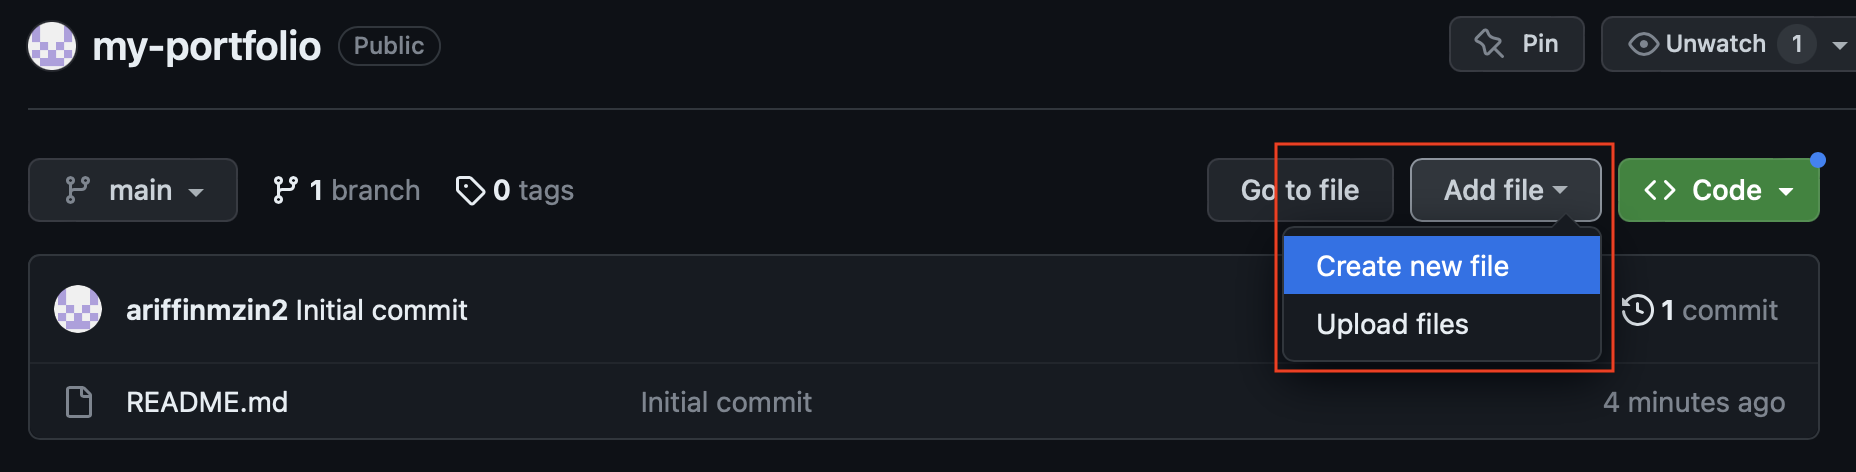 my-portfolio Public Pin Unwatch 1
main 1 branch 0 tags Go to file Add file Code
Create new file
ariffinmzin2 Initial commit 1 commit
Upload files
README.md Initial commit 4 minutes ago